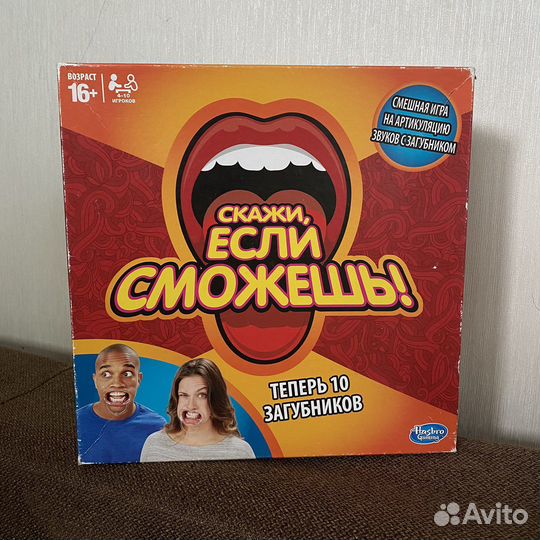 ВОЗРАСТ
16+
4-10
ИГРОКОВ
СМЕШНАЯ ИГРА
НА АРТИКУЛЯЦИЮ
ЗВУКОВ С ЗАГУБНИКОМ
СКАЖИ,
ЕСЛИ
СМОЖЕШЬ!
ТЕПЕРЬ 10
ЗАГУБНИКОВ
Hasbro
Gaming
Avito